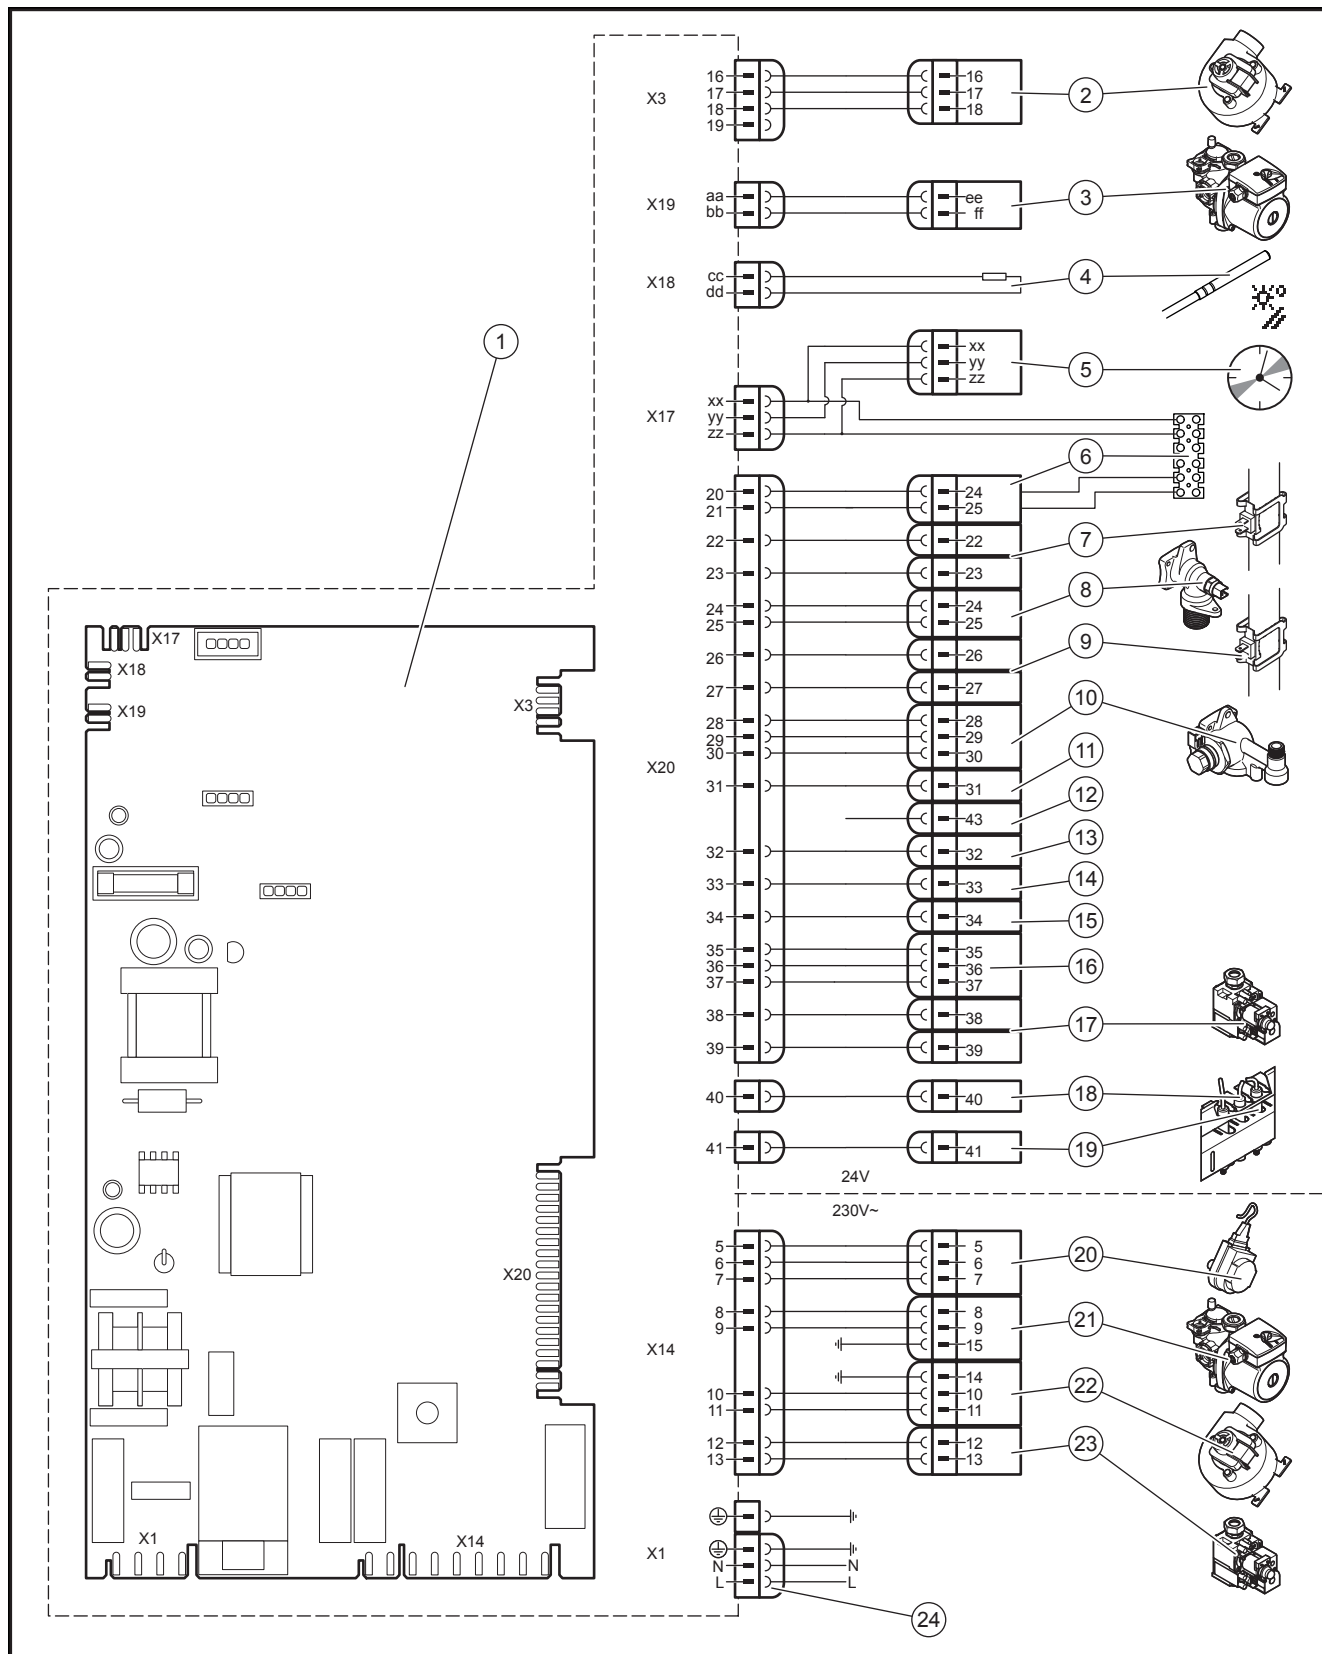 X3
16 16
17 17
18 18
19
2
X19
aa ee
bb ff
3
X18
cc
dd
4
1
xx
yy
zz
5
X17
xx
yy
zz
6
20 24
21 25
7
22 22
23 23
8
24 24
25 25
9
26 26
27 27
10
28 28
29 29
30 30
X20
11
31 31
12
43
13
32 32
14
33 33
15
34 34
16
35 35
36 36
37 37
17
38 38
39 39
18
40 40
19
41 41
24V
230V~
20
5 5
6 6
7 7
21
8 8
9 9
15
X14
22
14
10 10
11 11
23
12 12
13 13
X1
N N
L L
24
X17
X18
X19
X3
X20
X1
X14